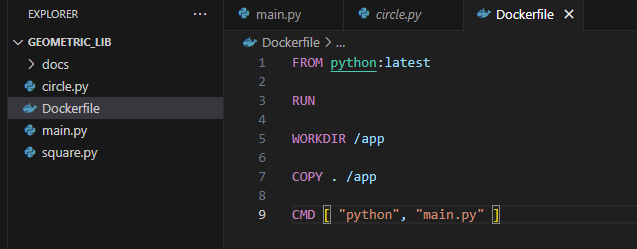 EXPLORER
GEOMETRIC_LIB
docs
circle.py
Dockerfile
main.py
square.py
main.py
circle.py
Dockerfile
Dockerfile > ...
1 FROM python:latest
2
3 RUN
4
5 WORKDIR /app
6
7 COPY . /app
8
9 CMD [ "python", "main.py" ]